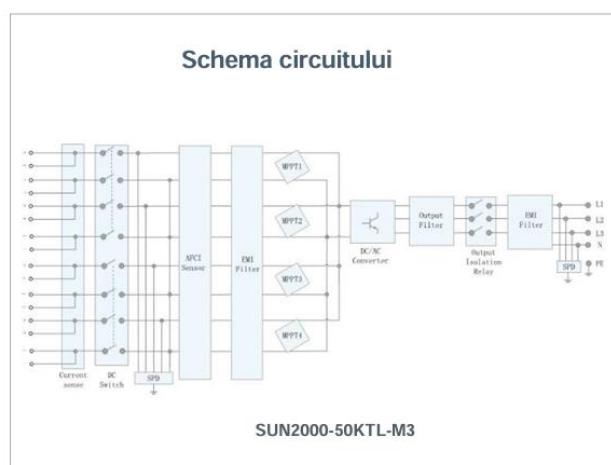 Schema circuitului
MPPT1
MPPT2
MPPT3
MPPT4
AFCI
Sensor
EMI
Filter
DC/AC
Converter
Output
Filter
Output
Isolation
Relay
EMI
Filter
L1
L2
L3
N
PE
SPD
SPD
Current
sense
DC
Switch
SUN2000-50KTL-M3